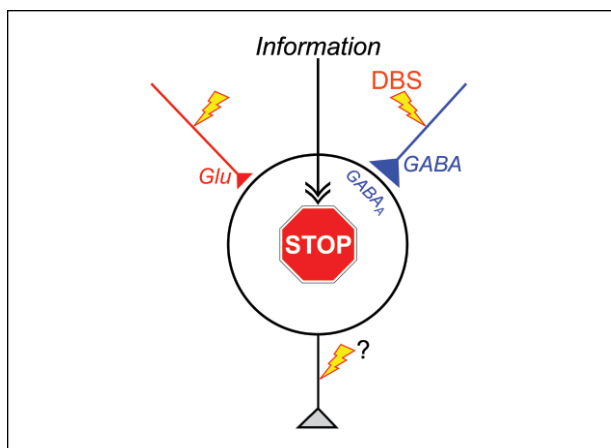 Information
DBS
Glu
GABA
GABAA
STOP
?